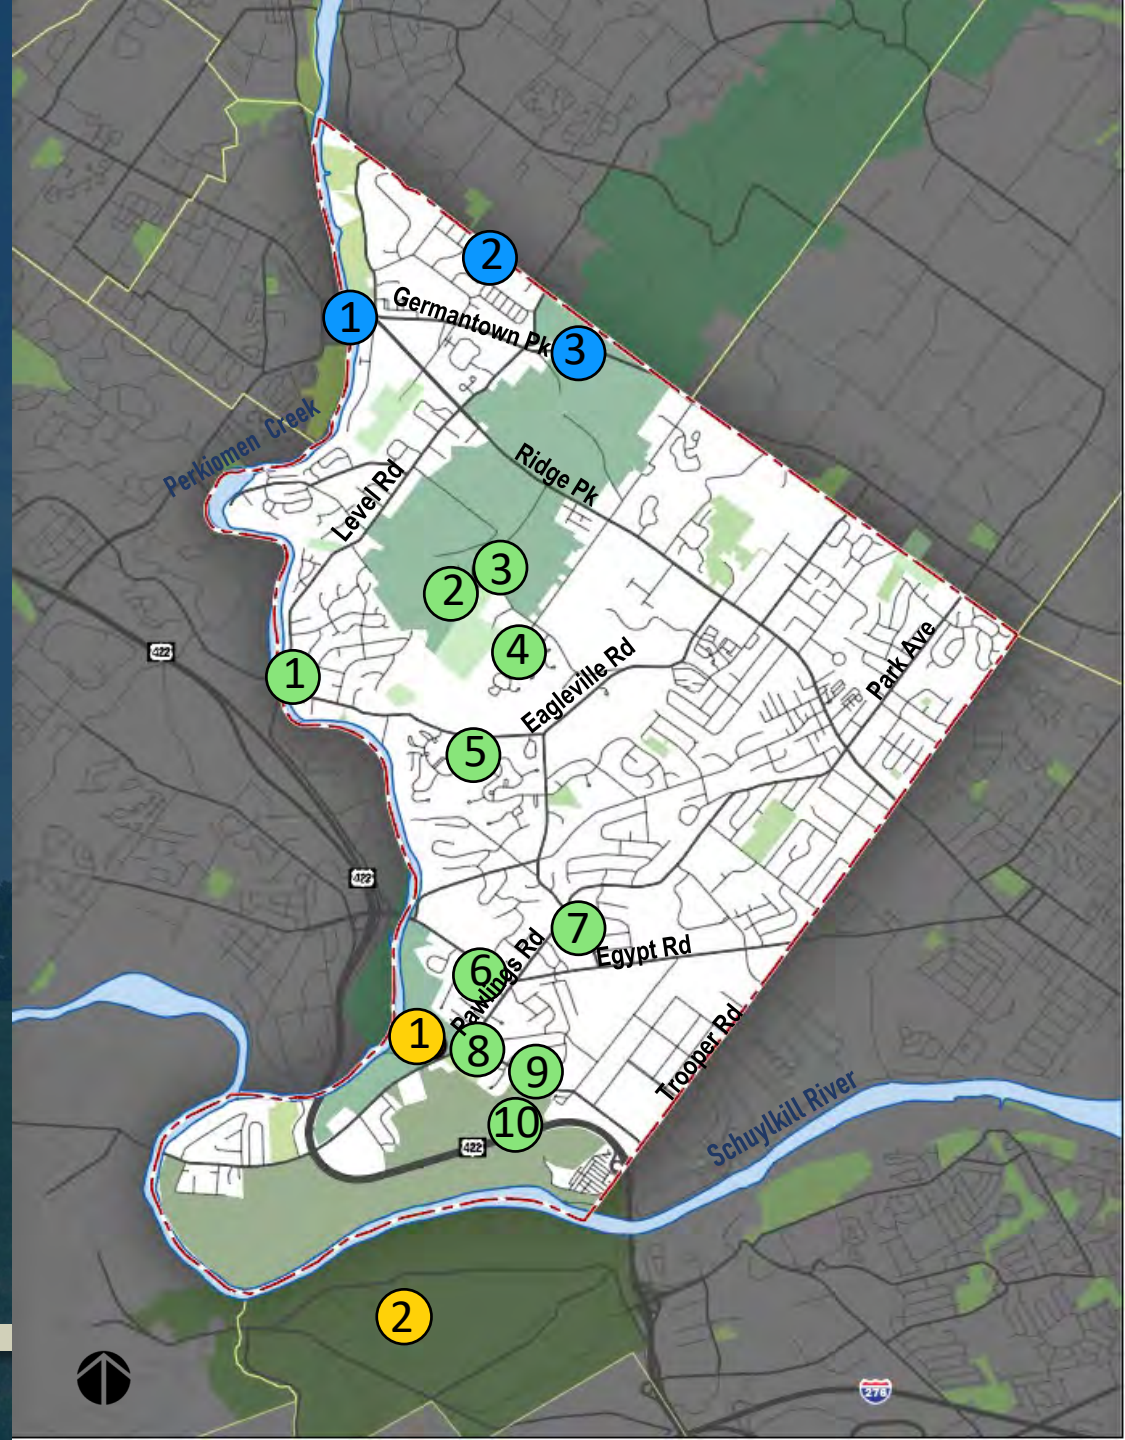 2
1
Germantown Pk
3
Perkiomen Creek
Level Rd
Ridge Pk
3
2
4
422
1
Eagleville Rd
Park Ave
5
422
7
Egypt Rd
6
Pawlings Rd
1
8
Trooper Rd
9
10
422
Schuylkill River
2
276